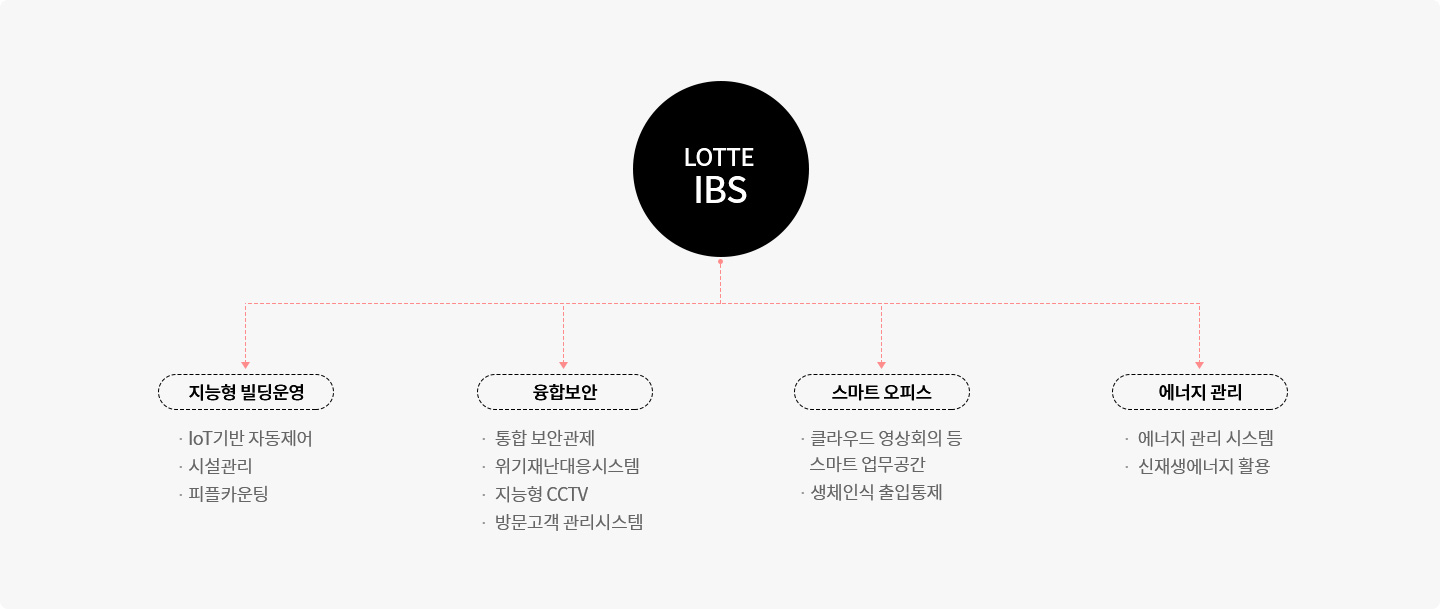 LOTTE
IBS
지능형 빌딩운영
· IoT기반 자동제어
· 시설관리
· 피플카운팅
융합보안
· 통합 보안관제
· 위기재난대응시스템
· 지능형 CCTV
· 방문고객 관리시스템
스마트 오피스
· 클라우드 영상회의 등
스마트 업무공간
· 생체인식 출입통제
에너지 관리
· 에너지 관리 시스템
· 신재생에너지 활용